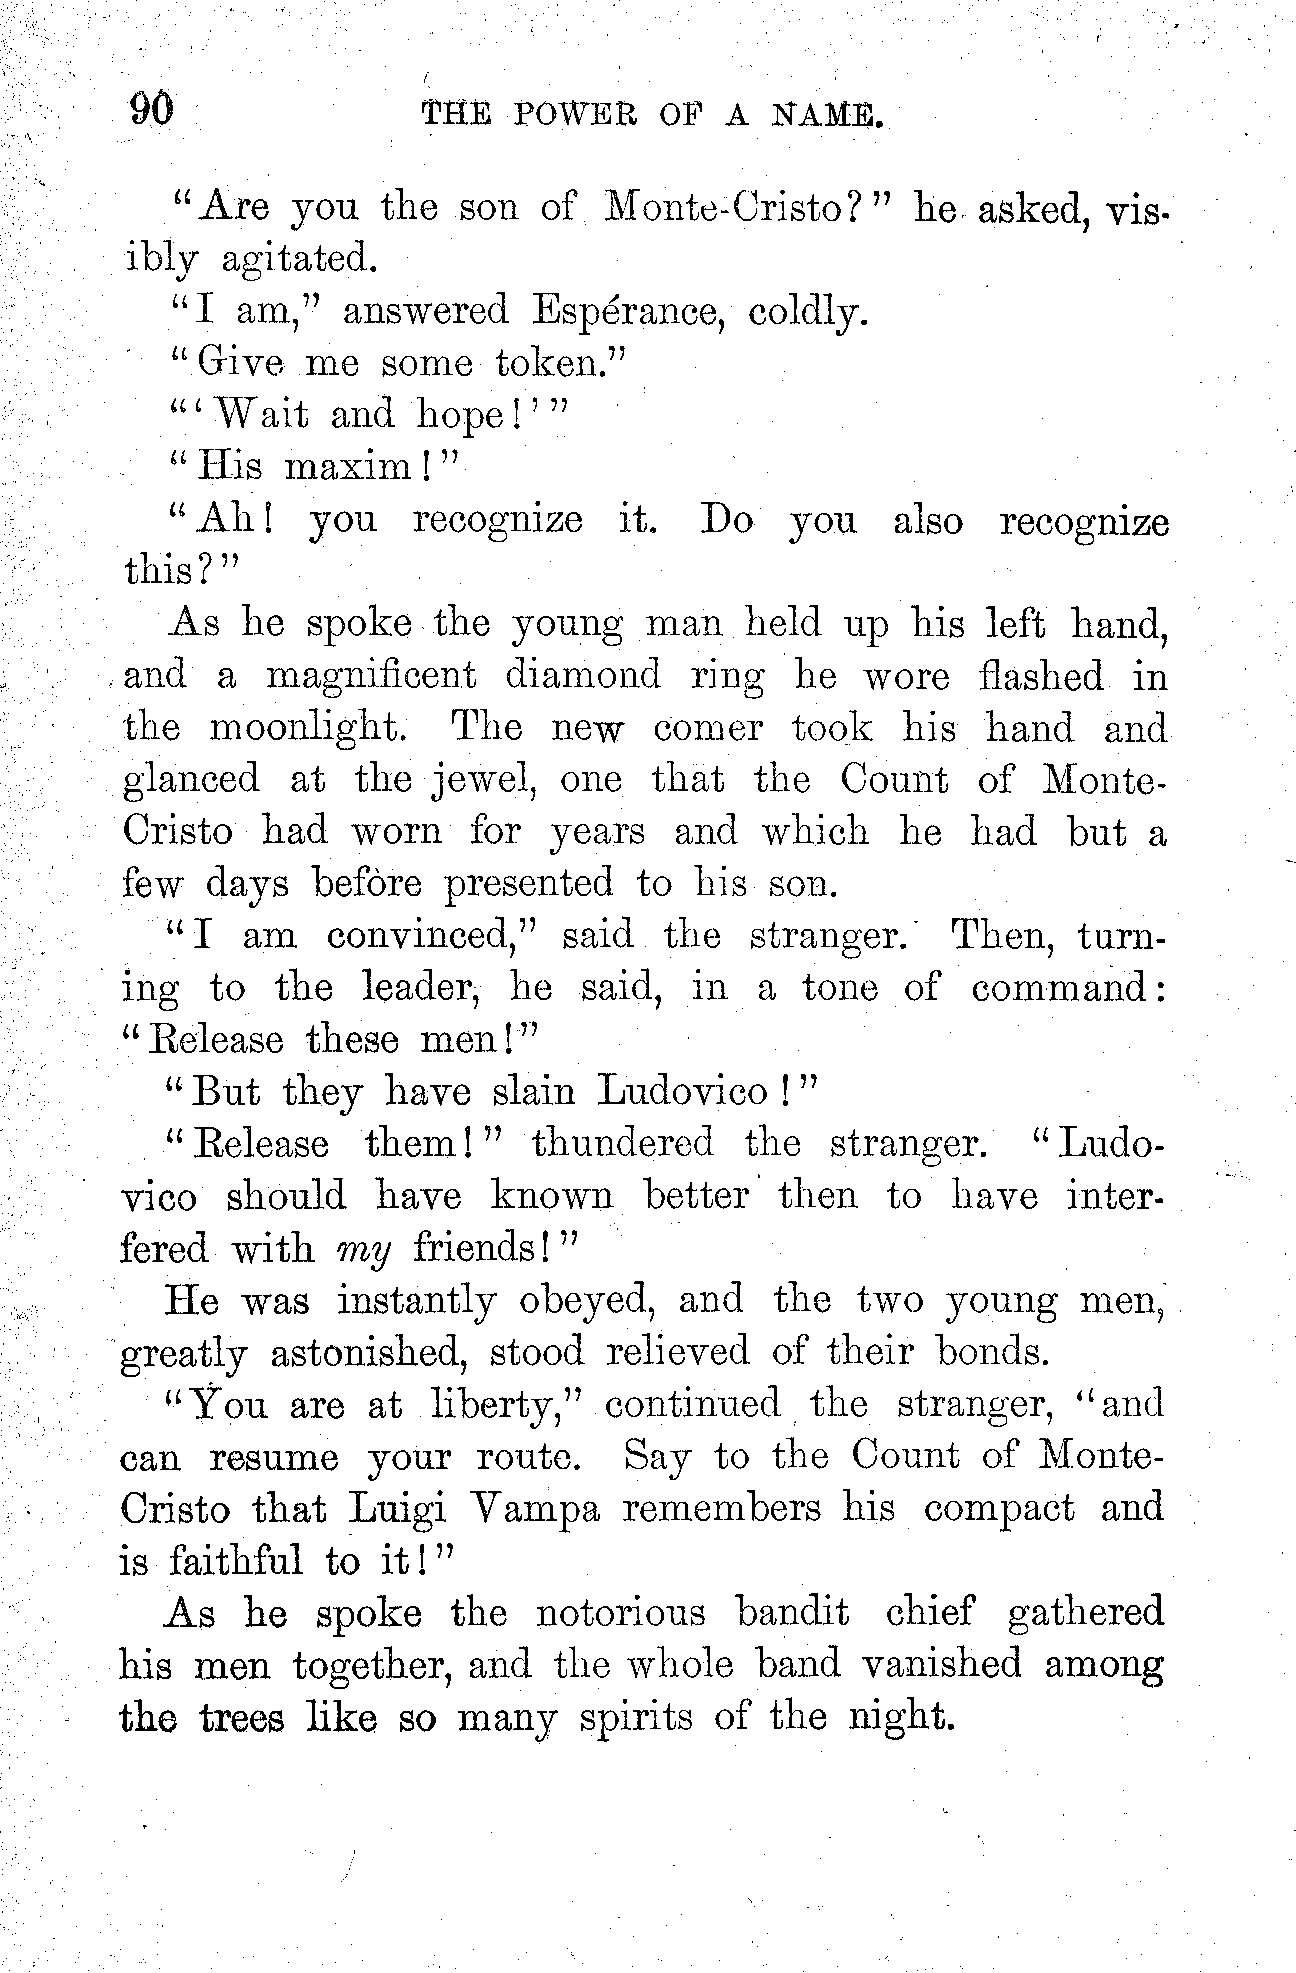 90 THE POWER OF A NAME.
"Are you the son of Monte-Cristo?" he asked, vis-
ibly agitated.
"I am," answered Espérance, coldly.
"Give me some token."
"'Wait and hope!'"
"His maxim!"
"Ah! you recognize it. Do you also recognize
this?"
As he spoke the young man held up his left hand,
and a magnificent diamond ring he wore flashed in
the moonlight. The new comer took his hand and
glanced at the jewel, one that the Count of Monte-
Cristo had worn for years and which he had but a
few days before presented to his son.
"I am convinced," said the stranger. Then, turn-
ing to the leader, he said, in a tone of command:
"Release these men!"
"But they have slain Ludovico!"
"Release them!" thundered the stranger. "Ludo-
vico should have known better then to have inter-
fered with my friends!"
He was instantly obeyed, and the two young men,
greatly astonished, stood relieved of their bonds.
"You are at liberty," continued the stranger, "and
can resume your route. Say to the Count of Monte-
Cristo that Luigi Vampa remembers his compact and
is faithful to it!"
As he spoke the notorious bandit chief gathered
his men together, and the whole band vanished among
the trees like so many spirits of the night.